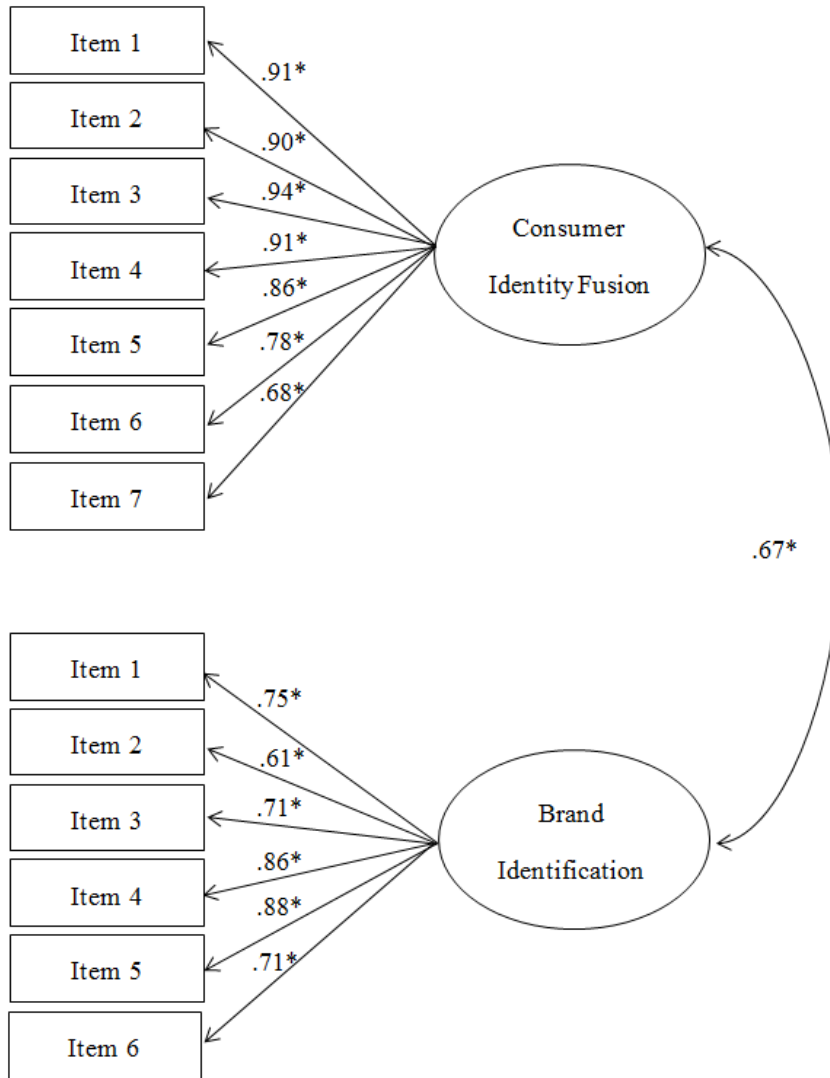 Item 1
.91*
Item 2
.90*
Item 3
.94*
Item 4
.91*
Item 5
.86*
Item 6
.78*
Item 7
.68*
Consumer
Identity Fusion
.67*
Item 1
.75*
Item 2
.61*
Item 3
.71*
Item 4
.86*
Item 5
.88*
Item 6
.71*
Brand
Identification